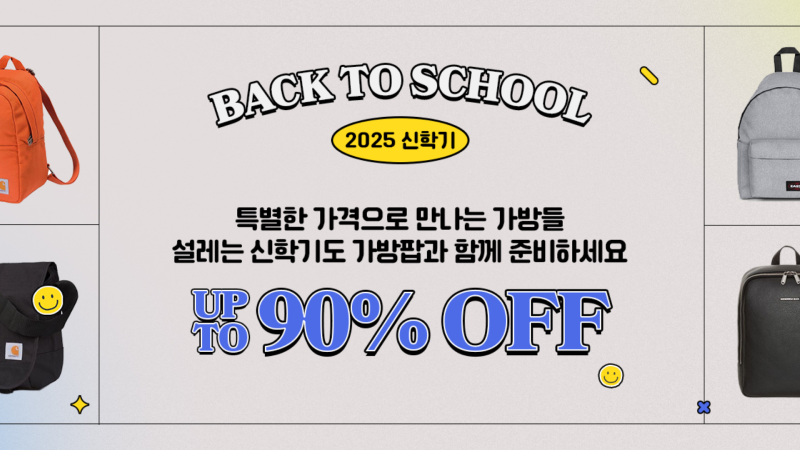 BACK TO SCHOOL
2025 신학기
특별한 가격으로 만나는 가방들
설레는 신학기도 가방팝과 함께 준비하세요
UP TO 90% OFF